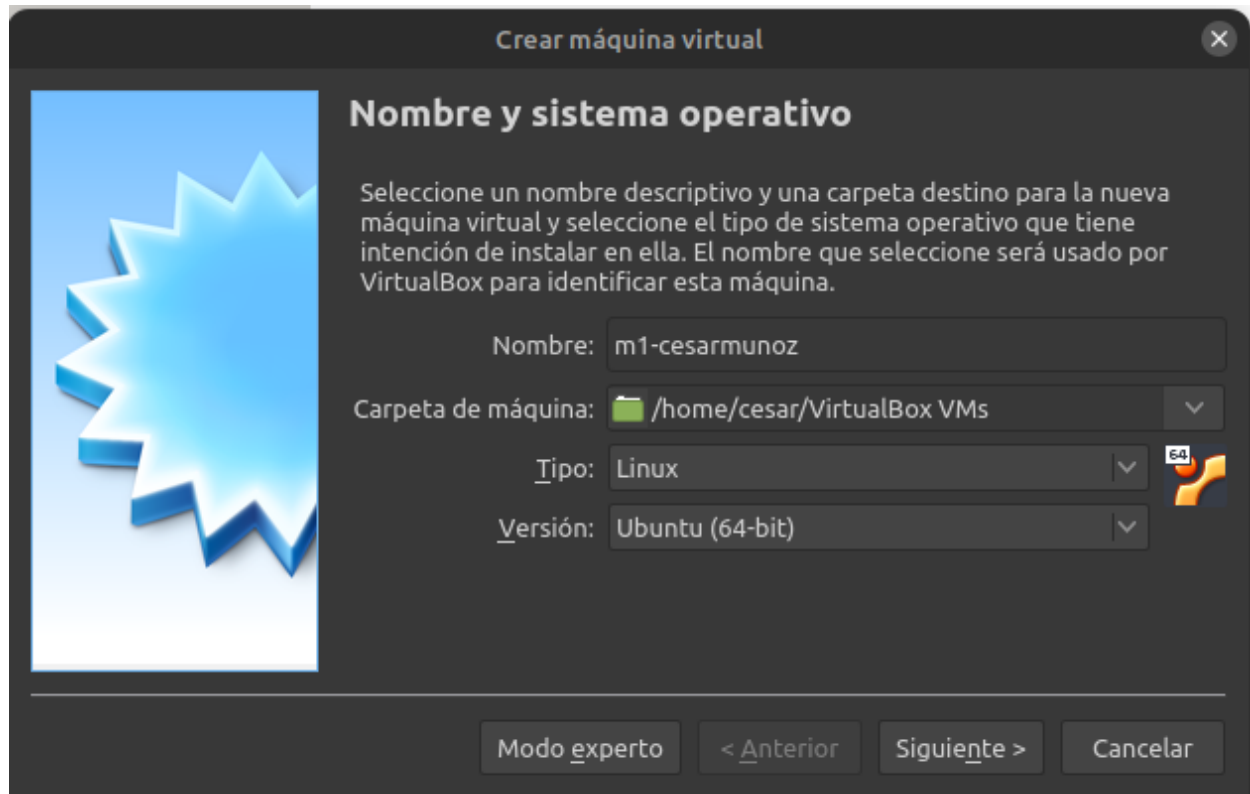 Crear máquina virtual
Nombre y sistema operativo
Seleccione un nombre descriptivo y una carpeta destino para la nueva
máquina virtual y seleccione el tipo de sistema operativo que tiene
intención de instalar en ella. El nombre que seleccione será usado por
VirtualBox para identificar esta máquina.
Nombre: m1-cesarmunoz
Carpeta de máquina: /home/cesar/VirtualBox VMs
Tipo: Linux
64
Versión: Ubuntu (64-bit)
Modo experto < Anterior Siguiente > Cancelar